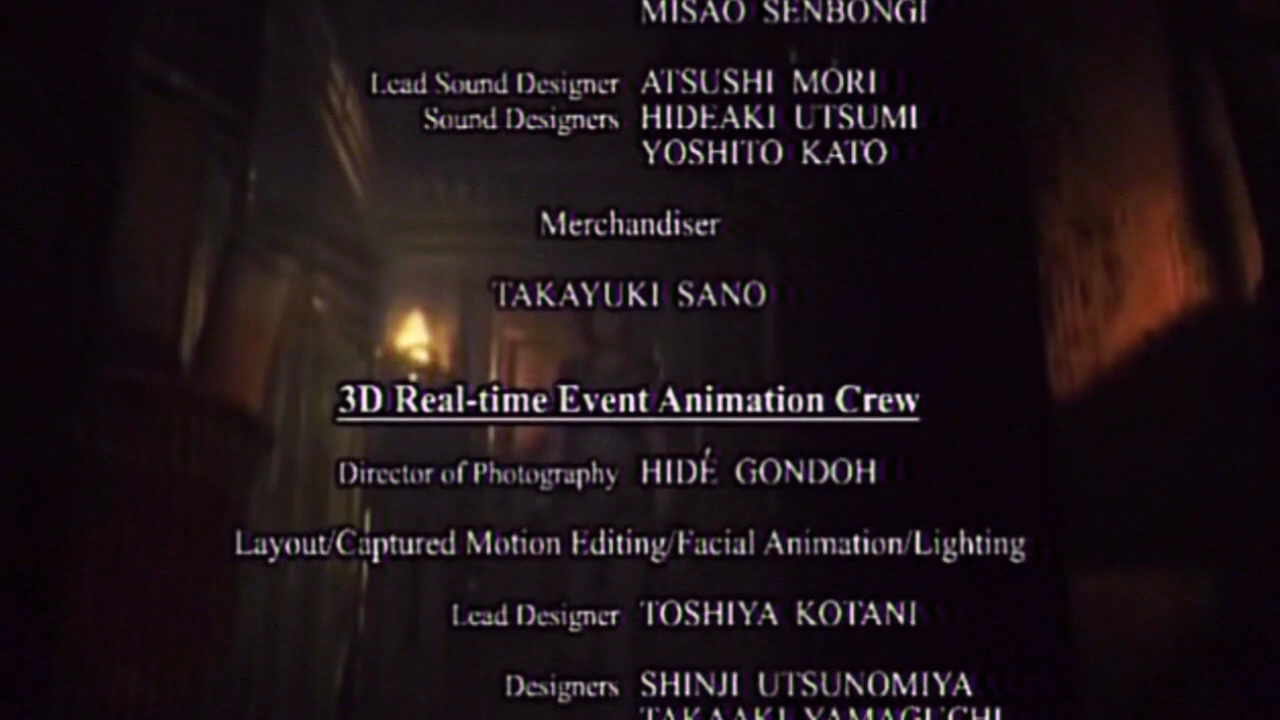 MISAO SENBONGI
Lead Sound Designer ATSUSHI MORI
Sound Designers HIDEAKI UTSUMI
YOSHITO KATO
Merchandiser
TAKAYUKI SANO
3D Real-time Event Animation Crew
Director of Photography HIDÉ GONDOH
Layout/Captured Motion Editing/Facial Animation/Lighting
Lead Designer TOSHIYA KOTANI
Designers SHINJI UTSUNOMIYA
TAKAAKI YAMAGUCHI